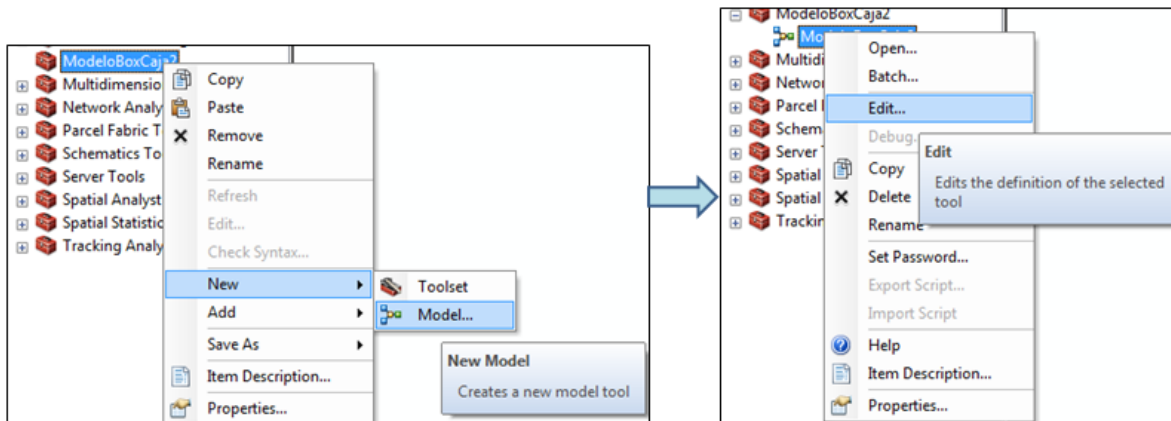 ModeloBoxCaja2
Multidimensio
Network Analy
Parcel Fabric T
Schematics To
Server Tools
Spatial Analyst
Spatial Statistic
Tracking Analy
Copy
Paste
Remove
Rename
Refresh
Edit...
Check Syntax...
New
Add
Save As
Item Description...
Properties...
Toolset
Model...
New Model
Creates a new model tool
ModeloBoxCaja2
Multidi
Networ
Parcel
Schem
Server
Spatial
Spatial
Trackin
Open...
Batch...
Edit...
Debug
Copy
Delete
Rename
Set Password...
Export Script...
Import Script
Help
Item Description...
Properties...
Edit
Edits the definition of the selected
tool